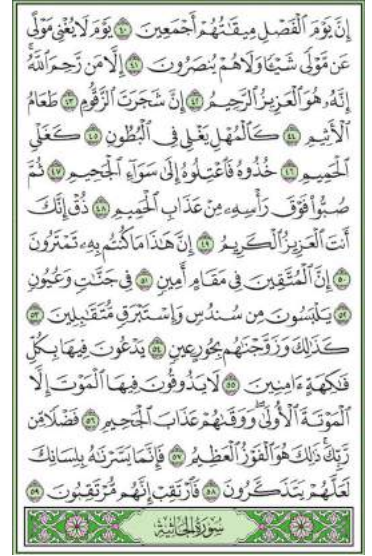 إِنَّ يَوْمَ ٱلْفَصْلِ مِيقَٰتُهُمْ أَجْمَعِينَ ٤٠ يَوْمَ لَا يُغْنِى مَوْلًى
عَن مَّوْلًى شَيْـًٔا وَلَا هُمْ يُنصَرُونَ ٤١ إِلَّا مَن رَّحِمَ ٱللَّهُ
إِنَّهُۥ هُوَ ٱلْعَزِيزُ ٱلرَّحِيمُ ٤٢ إِنَّ شَجَرَتَ ٱلزَّقُّومِ ٤٣ طَعَامُ
ٱلْأَثِيمِ ٤٤ كَٱلْمُهْلِ يَغْلِى فِى ٱلْبُطُونِ ٤٥ كَغَلْىِ
ٱلْحَمِيمِ ٤٦ خُذُوهُ فَٱعْتِلُوهُ إِلَىٰ سَوَآءِ ٱلْجَحِيمِ ٤٧ ثُمَّ
صُبُّوا۟ فَوْقَ رَأْسِهِۦ مِنْ عَذَابِ ٱلْحَمِيمِ ٤٨ ذُقْ إِنَّكَ
أَنتَ ٱلْعَزِيزُ ٱلْكَرِيمُ ٤٩ إِنَّ هَٰذَا مَا كُنتُم بِهِۦ تَمْتَرُونَ
٥٠ إِنَّ ٱلْمُتَّقِينَ فِى مَقَامٍ أَمِينٍ ٥١ فِى جَنَّٰتٍ وَعُيُونٍ
٥٢ يَلْبَسُونَ مِن سُندُسٍ وَإِسْتَبْرَقٍ مُّتَقَٰبِلِينَ ٥٣
كَذَٰلِكَ وَزَوَّجْنَٰهُم بِحُورٍ عِينٍ ٥٤ يَدْعُونَ فِيهَا بِكُلِّ
فَٰكِهَةٍ ءَامِنِينَ ٥٥ لَا يَذُوقُونَ فِيهَا ٱلْمَوْتَ إِلَّا
ٱلْمَوْتَةَ ٱلْأُولَىٰ وَوَقَىٰهُمْ عَذَابَ ٱلْجَحِيمِ ٥٦ فَضْلًا مِّن
رَّبِّكَ ذَٰلِكَ هُوَ ٱلْفَوْزُ ٱلْعَظِيمُ ٥٧ فَإِنَّمَا يَسَّرْنَٰهُ بِلِسَانِكَ
لَعَلَّهُمْ يَتَذَكَّرُونَ ٥٨ فَٱرْتَقِبْ إِنَّهُم مُّرْتَقِبُونَ ٥٩
سُورَةُ الْجَاثِيَةِ